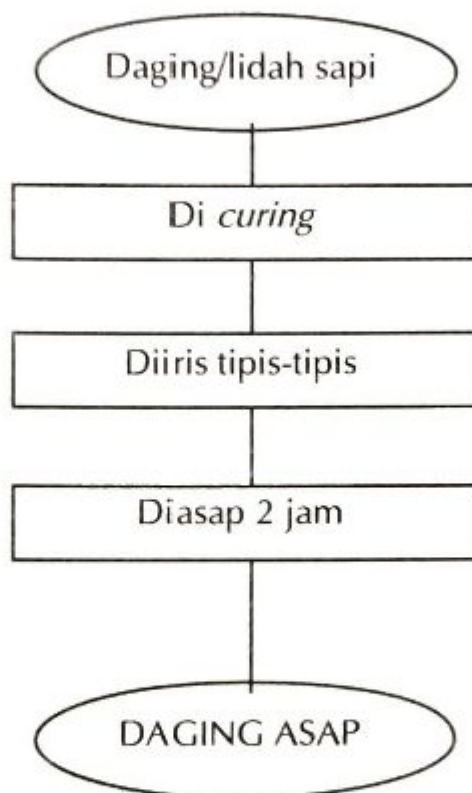 Daging/lidah sapi
Di curing
Diiris tipis-tipis
Diasap 2 jam
DAGING ASAP